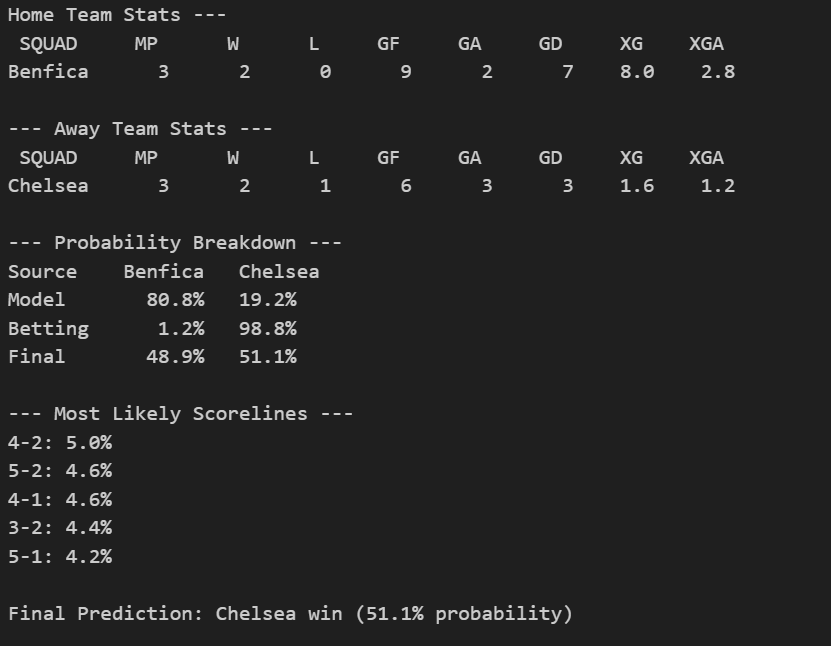 Home Team Stats ---
SQUAD MP W L GF GA GD XG XGA
Benfica 3 2 0 9 2 7 8.0 2.8
--- Away Team Stats ---
SQUAD MP W L GF GA GD XG XGA
Chelsea 3 2 1 6 3 3 1.6 1.2
--- Probability Breakdown ---
Source Benfica Chelsea
Model 80.8% 19.2%
Betting 1.2% 98.8%
Final 48.9% 51.1%
--- Most Likely Scorelines ---
4-2: 5.0%
5-2: 4.6%
4-1: 4.6%
3-2: 4.4%
5-1: 4.2%
Final Prediction: Chelsea win (51.1% probability)